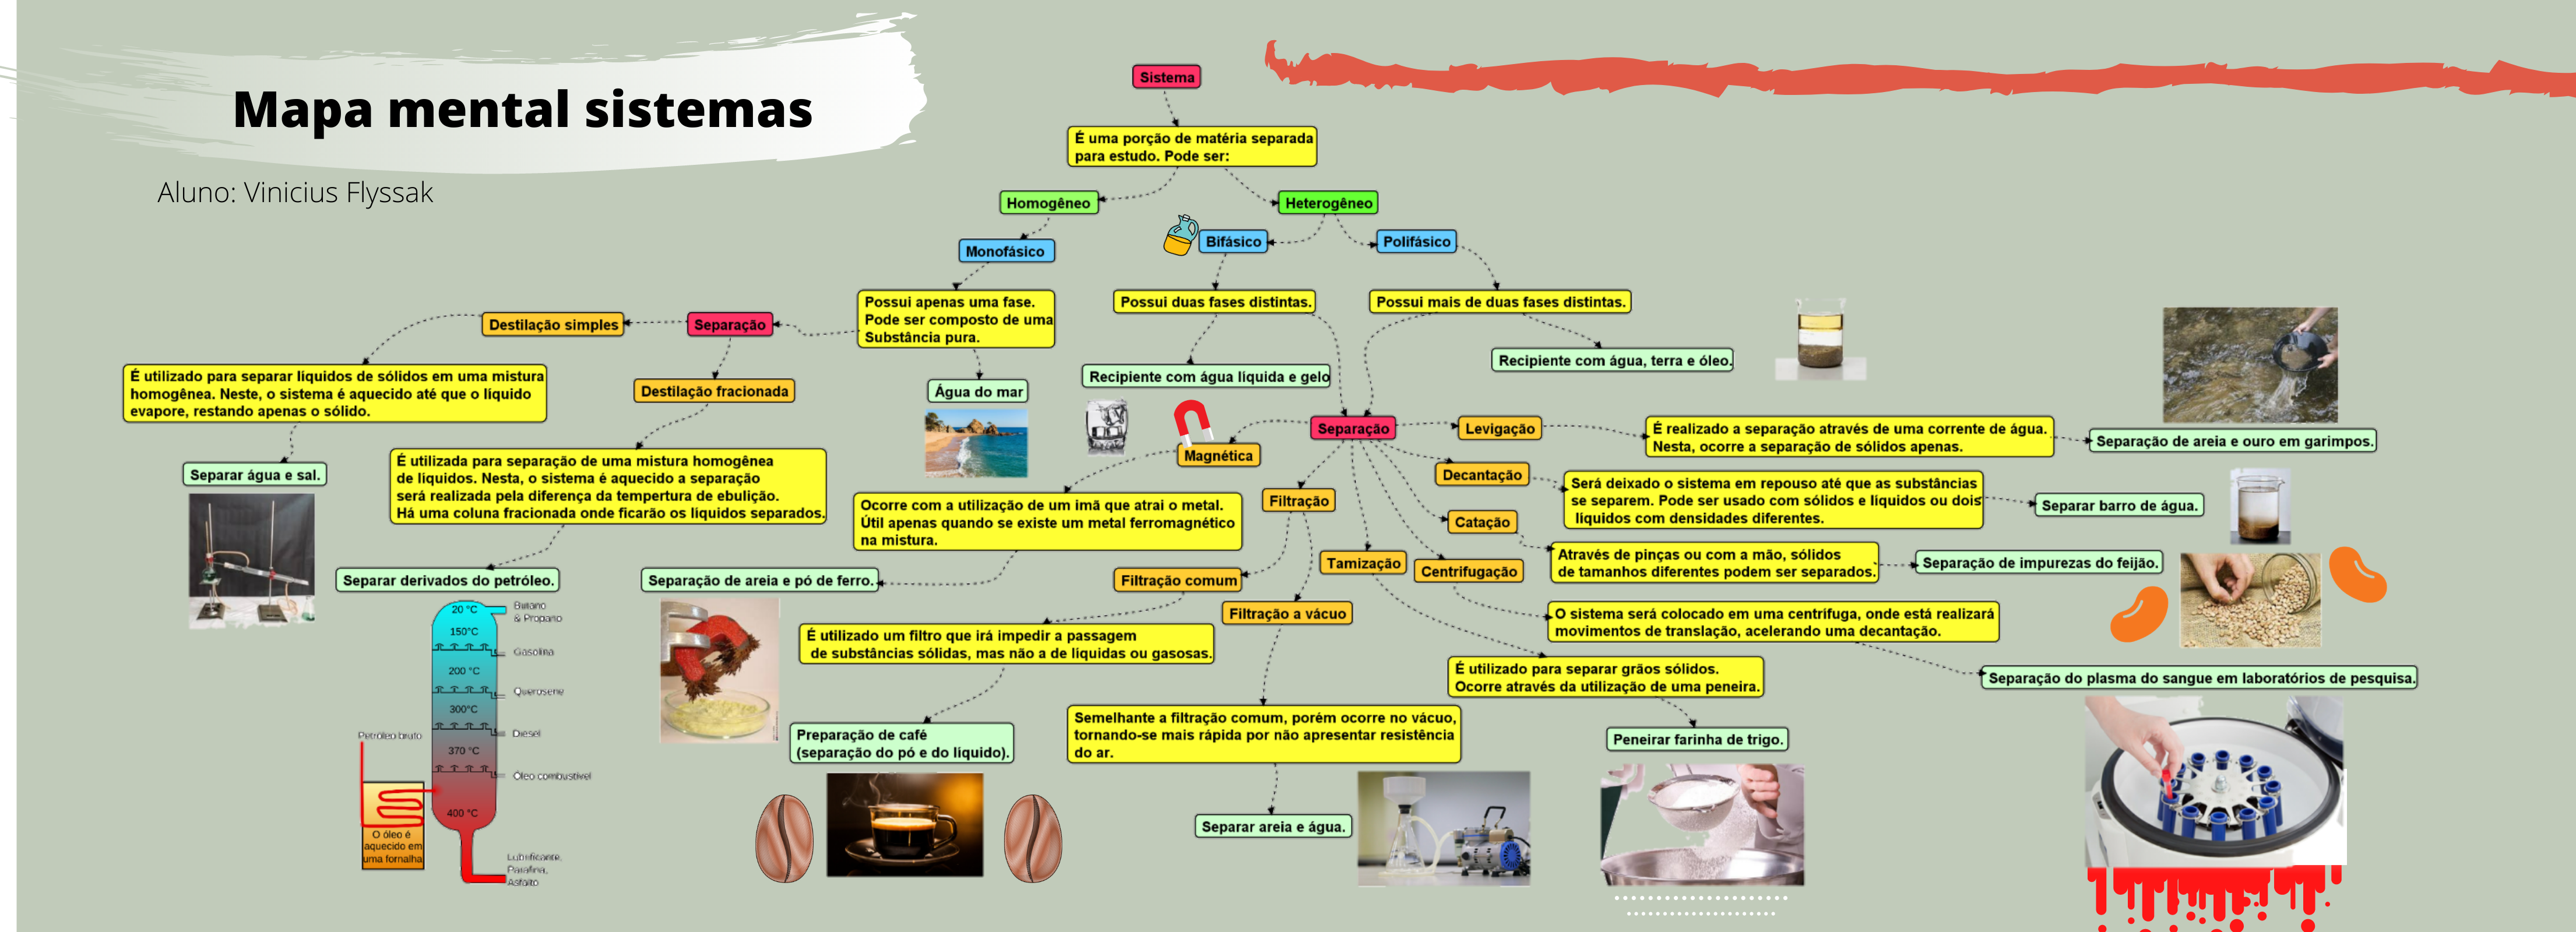 Mapa mental sistemas
Aluno: Vinicius Flyssak
Sistema
É uma porção de matéria separada
para estudo. Pode ser:
Homogêneo
Heterogêneo
Monofásico
Bifásico
Polifásico
Possui apenas uma fase.
Pode ser composto de uma
Substância pura.
Possui duas fases distintas.
Possui mais de duas fases distintas.
Destilação simples
Separação
Água do mar
Recipiente com água liquida e gelo
Recipiente com água, terra e óleo.
É utilizado para separar líquidos de sólidos em uma mistura
homogênea. Neste, o sistema é aquecido até que o líquido
evapore, restando apenas o sólido.
Destilação fracionada
Separar água e sal.
É utilizada para separação de uma mistura homogênea
de líquidos. Nesta, o sistema é aquecido a separação
será realizada pela diferença da tempertura de ebulição.
Há uma coluna fracionada onde ficarão os líquidos separados.
Separar derivados do petróleo.
20 °C
150°C
200 °C
300°C
370 °C
400 °C
Butano
& Propano
Gasolina
Querosene
Diesel
Óleo combustível
Lubrificante,
Parafina,
Asfalto
Petróleo bruto
O óleo é
aquecido em
uma fornalha
Separação
Magnética
Ocorre com a utilização de um imã que atrai o metal.
Útil apenas quando se existe um metal ferromagnético
na mistura.
Separação de areia e pó de ferro.
Filtração
Filtração comum
É utilizado um filtro que irá impedir a passagem
de substâncias sólidas, mas não a de liquidas ou gasosas.
Preparação de café
(separação do pó e do líquido).
Filtração a vácuo
Semelhante a filtração comum, porém ocorre no vácuo,
tornando-se mais rápida por não apresentar resistência
do ar.
Separar areia e água.
Tamização
É utilizado para separar grãos sólidos.
Ocorre através da utilização de uma peneira.
Peneirar farinha de trigo.
Centrifugação
O sistema será colocado em uma centrífuga, onde está realizará
movimentos de translação, acelerando uma decantação.
Separação do plasma do sangue em laboratórios de pesquisa.
Catação
Através de pinças ou com a mão, sólidos
de tamanhos diferentes podem ser separados.
Separação de impurezas do feijão.
Decantação
Será deixado o sistema em repouso até que as substâncias
se separem. Pode ser usado com sólidos e líquidos ou dois
líquidos com densidades diferentes.
Separar barro de água.
Levigação
É realizado a separação através de uma corrente de água.
Nesta, ocorre a separação de sólidos apenas.
Separação de areia e ouro em garimpos.